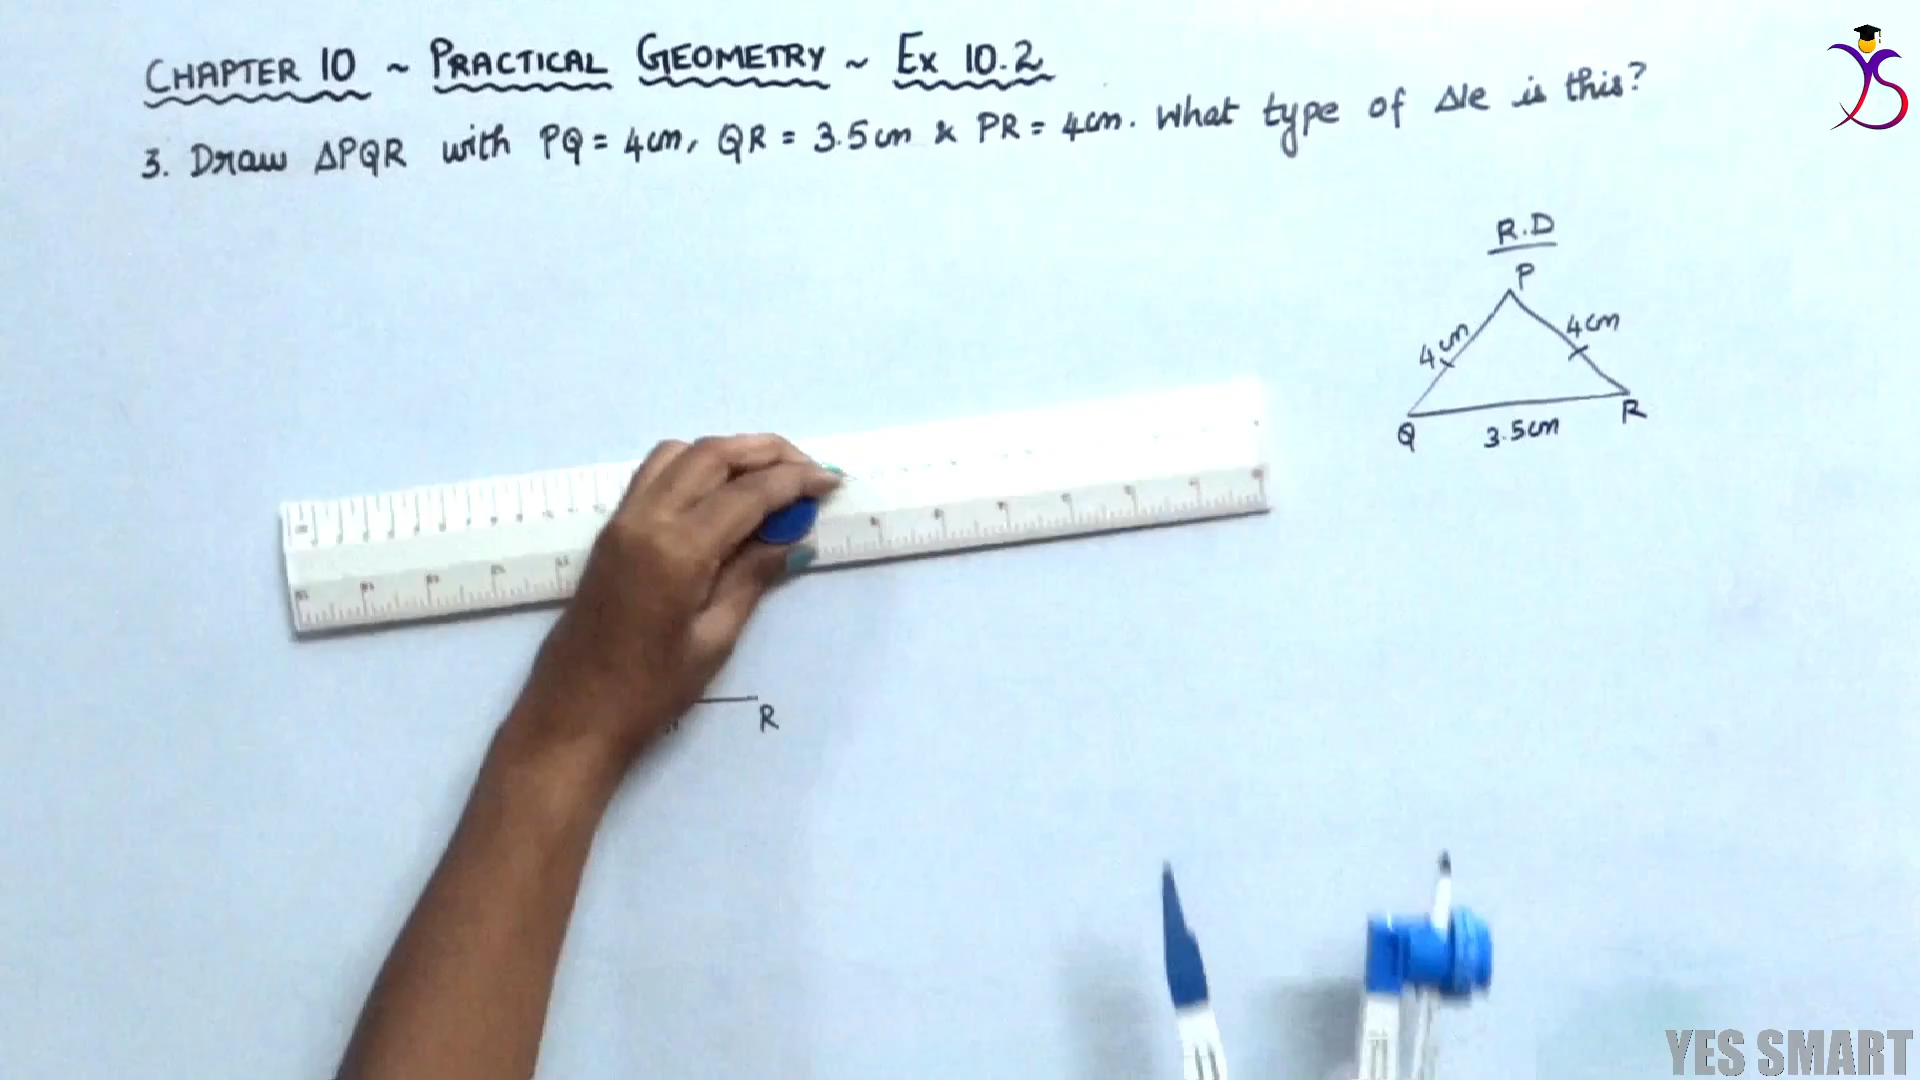 CHAPTER 10 ~ PRACTICAL GEOMETRY ~ Ex 10.2
3. Draw ΔPQR with PQ = 4cm, QR = 3.5cm & PR = 4cm. What type of Δle is this?
R.D
P
4cm 4cm
Q 3.5cm R
R
YS
YES SMART